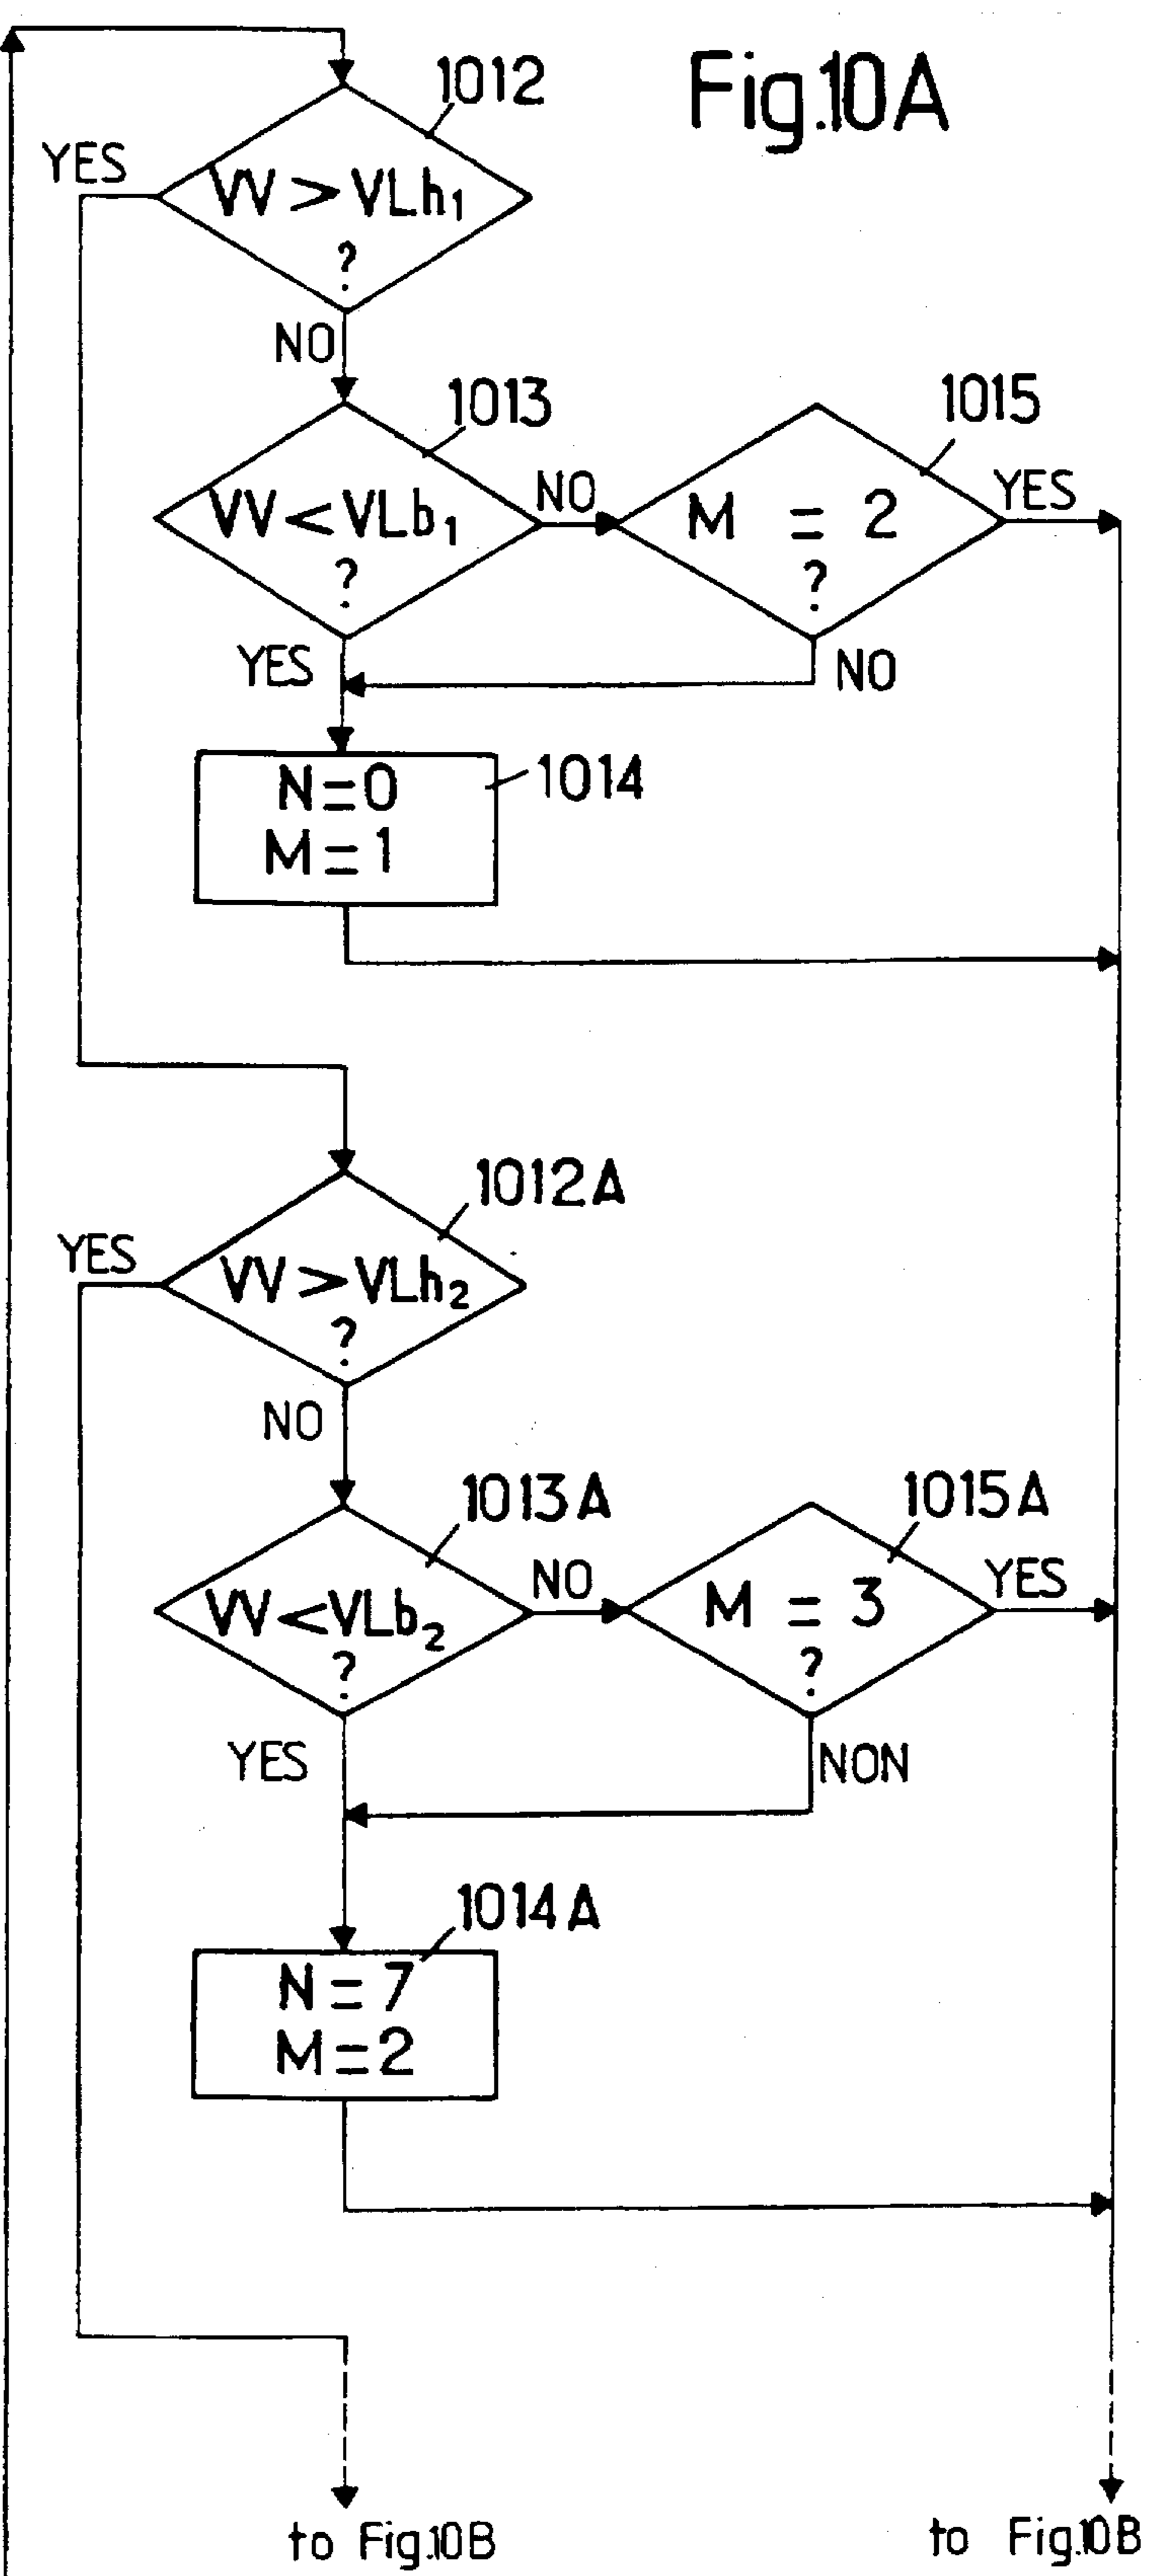 Fig.10A
1012
YES
VV > VLh1
?
NO
1013
1015
VV < VLb1
?
NO
M = 2
?
YES
YES
NO
1014
N=0
M=1
1012A
YES
VV > VLh2
?
NO
1013A
1015A
VV<VLb2
?
NO
M = 3
?
YES
YES
NON
1014A
N=7
M=2
to Fig.10B
to Fig.10B